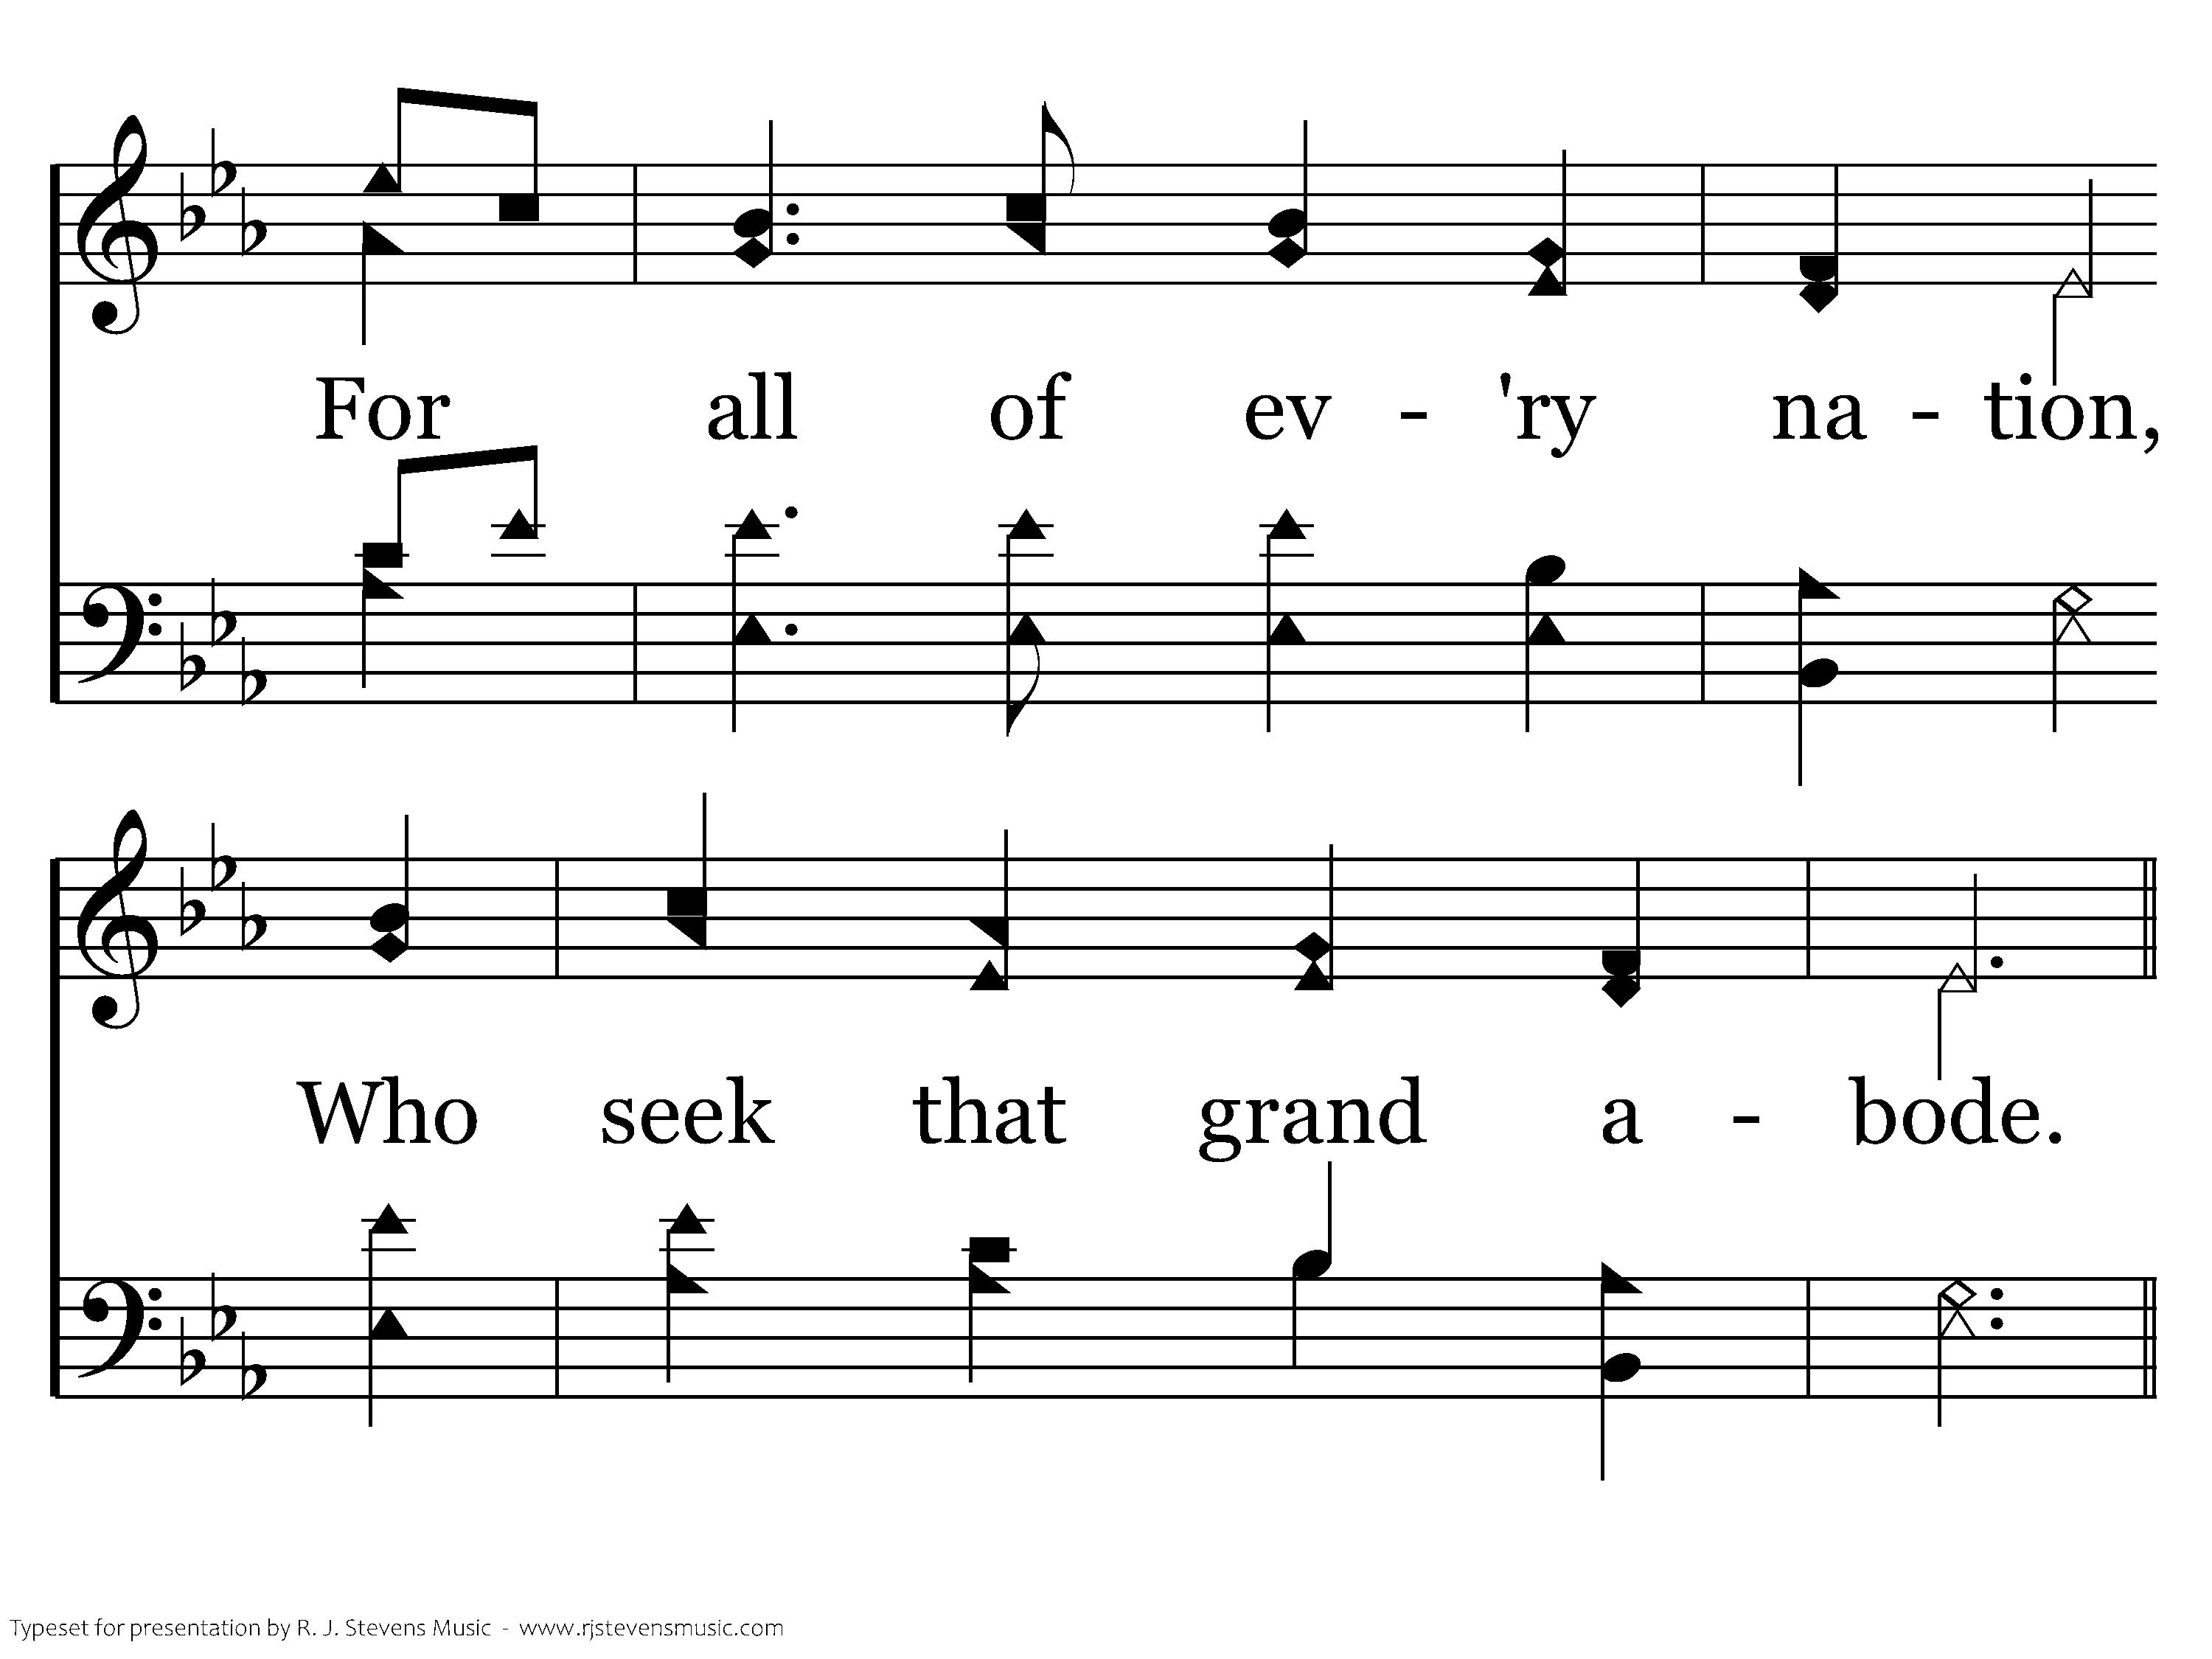 For all of ev - 'ry na - tion,
Who seek that grand a - bode.
Typeset for presentation by R. J. Stevens Music - www.rjstevensmusic.com